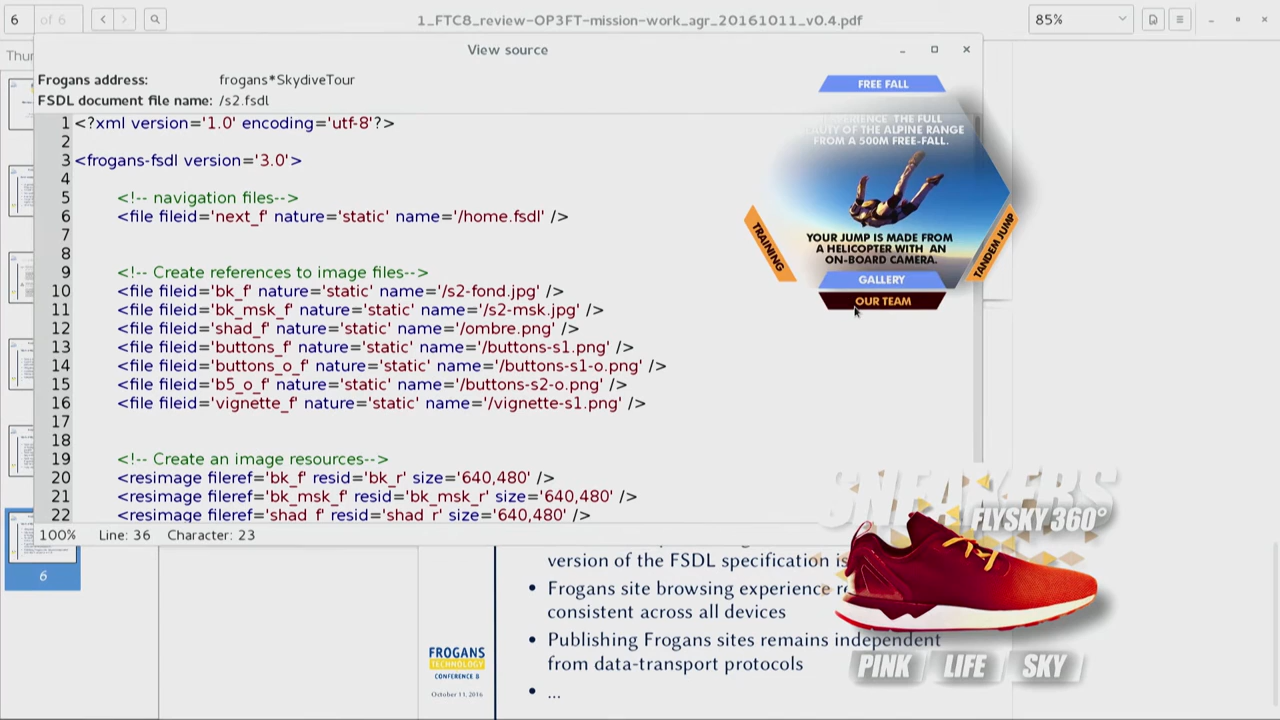 6 of 6
1_FTC8_review-OP3FT-mission-work_agr_20161011_v0.4.pdf
85%
Thu
View source
Frogans address: frogans*SkydiveTour
FSDL document file name: /s2.fsdl
1 <?xml version='1.0' encoding='utf-8'?>
2
3 <frogans-fsdl version='3.0'>
4
5 <!-- navigation files-->
6 <file fileid='next_f' nature='static' name='/home.fsdl' />
7
8
9 <!-- Create references to image files-->
10 <file fileid='bk_f' nature='static' name='/s2-fond.jpg' />
11 <file fileid='bk_msk_f' nature='static' name='/s2-msk.jpg' />
12 <file fileid='shad_f' nature='static' name='/ombre.png' />
13 <file fileid='buttons_f' nature='static' name='/buttons-s1.png' />
14 <file fileid='buttons_o_f' nature='static' name='/buttons-s1-o.png' />
15 <file fileid='b5_o_f' nature='static' name='/buttons-s2-o.png' />
16 <file fileid='vignette_f' nature='static' name='/vignette-s1.png' />
17
18
19 <!-- Create an image resources-->
20 <resimage fileref='bk_f' resid='bk_r' size='640,480' />
21 <resimage fileref='bk_msk_f' resid='bk_msk_r' size='640,480' />
22 <resimage fileref='shad_f' resid='shad_r' size='640,480' />
100% Line: 36 Character: 23
FREE FALL
THE FULL
OF THE ALPINE RANGE
FROM A 500M FREE-FALL.
YOUR JUMP IS MADE FROM
A HELICOPTER WITH AN
ON-BOARD CAMERA.
TRAINING
TANDEM JUMP
GALLERY
OUR TEAM
SNEAKERS
FLYSKY 360°
PINK LIFE SKY
6
version of the FSDL specification is
• Frogans site browsing experience re
consistent across all devices
• Publishing Frogans sites remains independent
from data-transport protocols
• ...
FROGANS
TECHNOLOGY
CONFERENCE 8
October 11, 2016